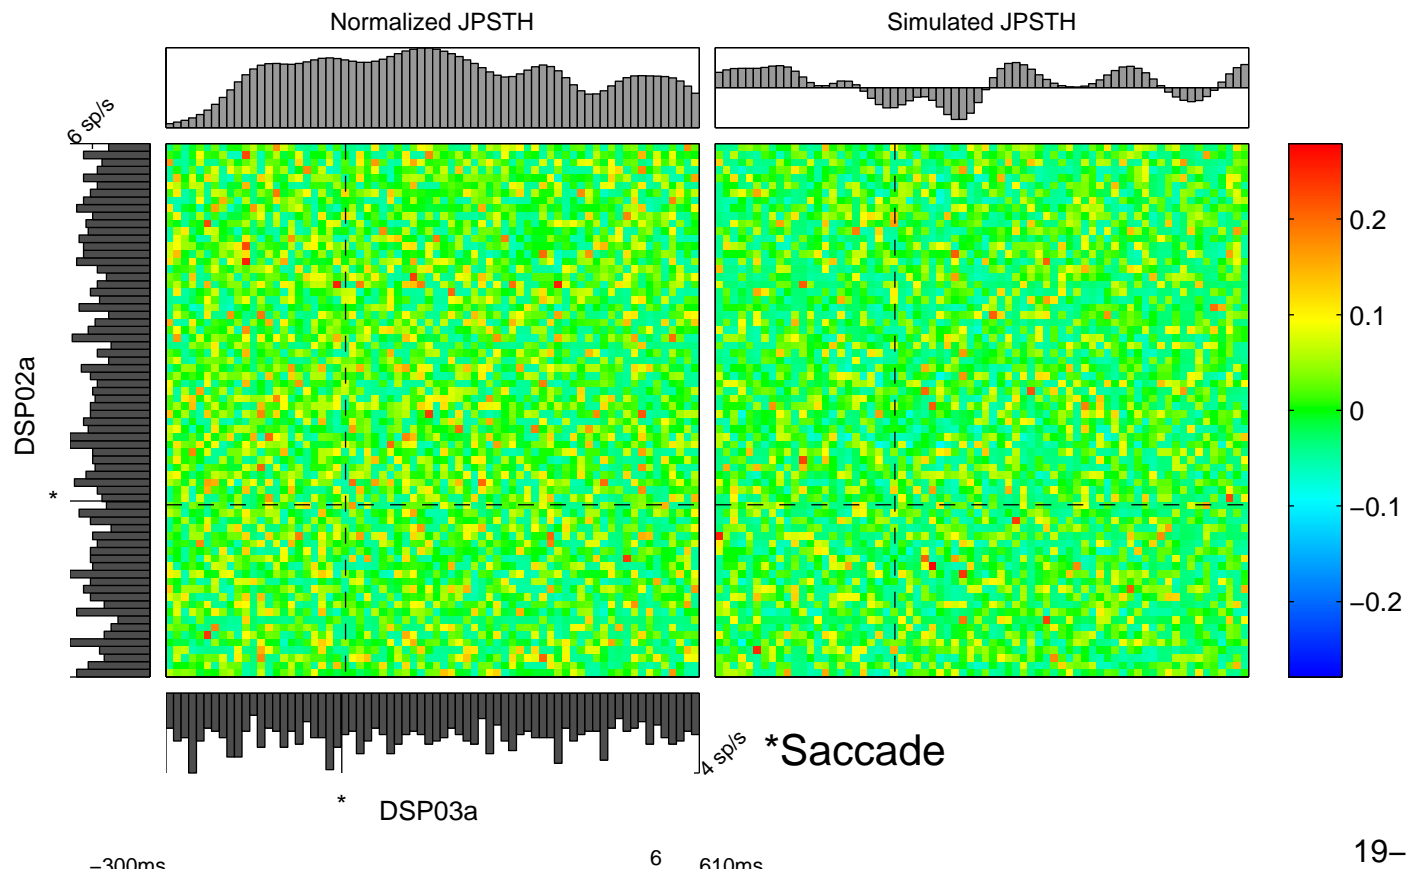 Normalized JPSTH
Simulated JPSTH
6 sp/s
DSP02a
*
0.2
0.1
0
−0.1
−0.2
4 sp/s
*Saccade
*
DSP03a
−300ms
6
610ms
19−